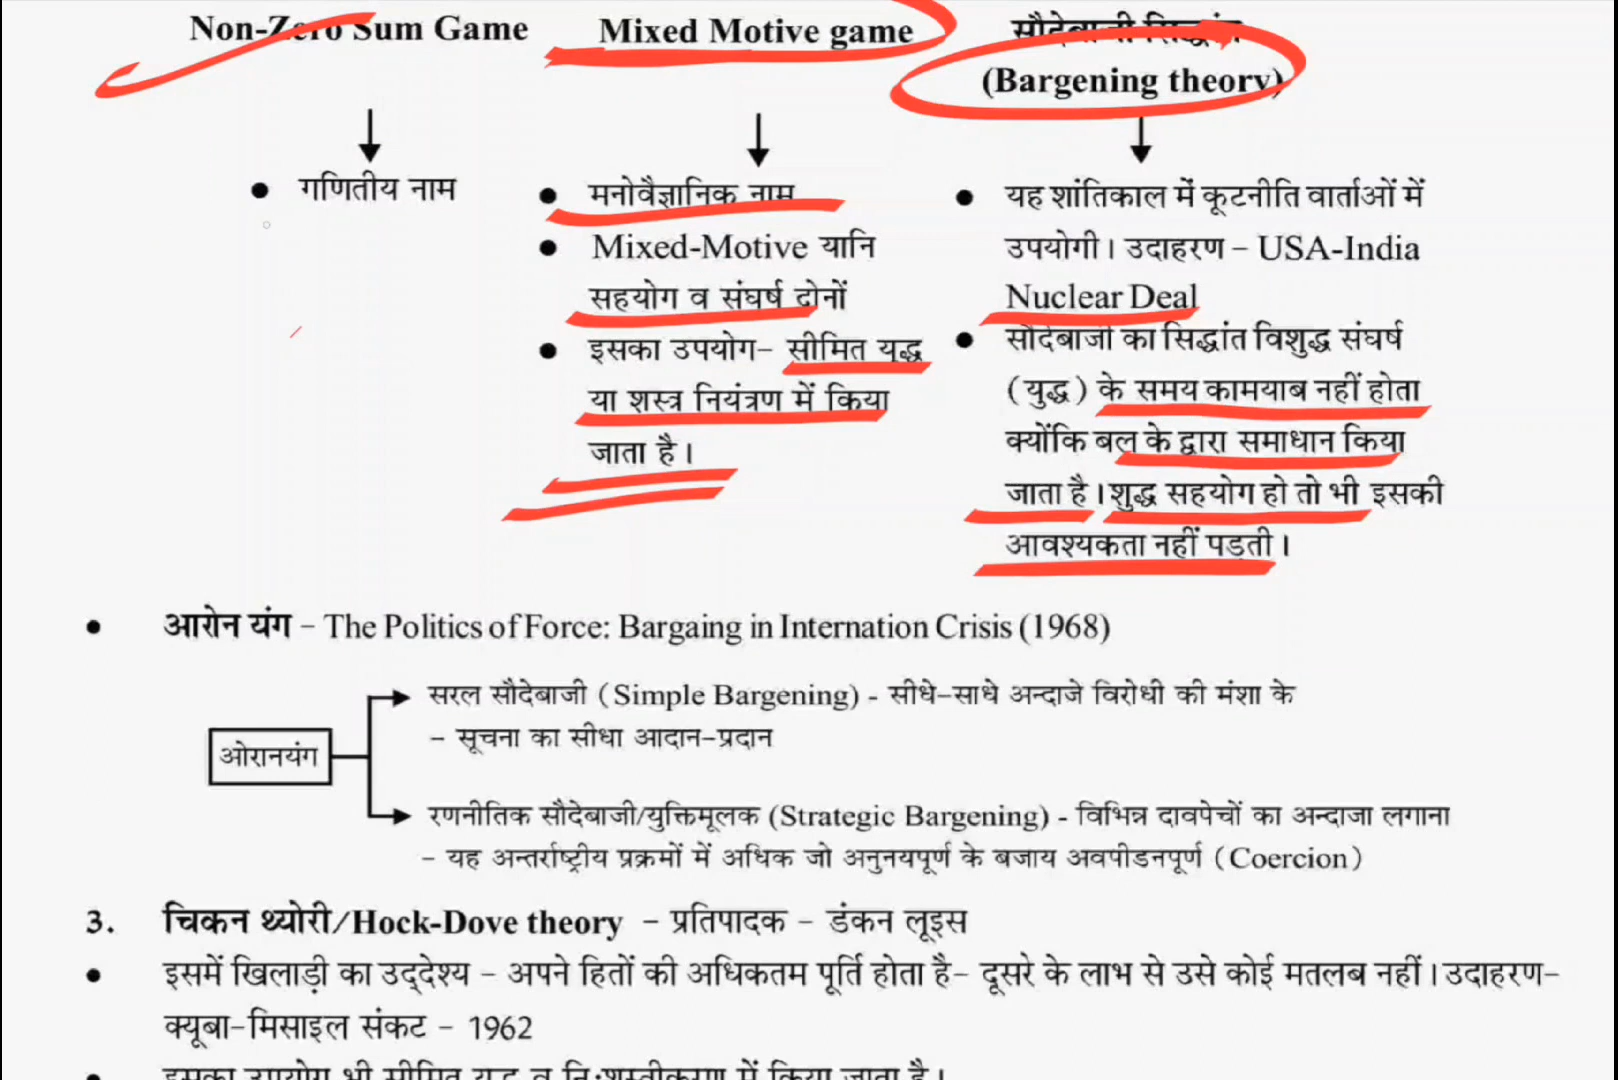 Non-Zero Sum Game
Mixed Motive game
सौदेबाजी सिद्धांत
(Bargening theory)
• गणितीय नाम
• मनोवैज्ञानिक नाम
• Mixed-Motive यानि
सहयोग व संघर्ष दोनों
• इसका उपयोग- सीमित युद्ध
या शस्त्र नियंत्रण में किया
जाता है।
• यह शांतिकाल में कूटनीति वार्ताओं में
उपयोगी। उदाहरण – USA-India
Nuclear Deal
• सौदेबाजी का सिद्धांत विशुद्ध संघर्ष
(युद्ध) के समय कामयाब नहीं होता
क्योंकि बल के द्वारा समाधान किया
जाता है। शुद्ध सहयोग हो तो भी इसकी
आवश्यकता नहीं पड़ती।
• आरोन यंग – The Politics of Force: Bargaing in Internation Crisis (1968)
सरल सौदेबाजी (Simple Bargening) - सीधे-साधे अन्दाजे विरोधी की मंशा के
– सूचना का सीधा आदान-प्रदान
ओरानयंग
रणनीतिक सौदेबाजी/युक्तिमूलक (Strategic Bargening) - विभिन्न दावपेचों का अन्दाजा लगाना
– यह अन्तर्राष्ट्रीय प्रक्रमों में अधिक जो अनुनयपूर्ण के बजाय अवपीडनपूर्ण (Coercion)
3. चिकन थ्योरी/Hock-Dove theory – प्रतिपादक – डंकन लूइस
• इसमें खिलाड़ी का उद्‌देश्य – अपने हितों की अधिकतम पूर्ति होता है– दूसरे के लाभ से उसे कोई मतलब नहीं। उदाहरण–
क्यूबा-मिसाइल संकट – 1962
• इसका उपयोग भी सीमित युद्ध व नि:शस्त्रीकरण में किया जाता है।